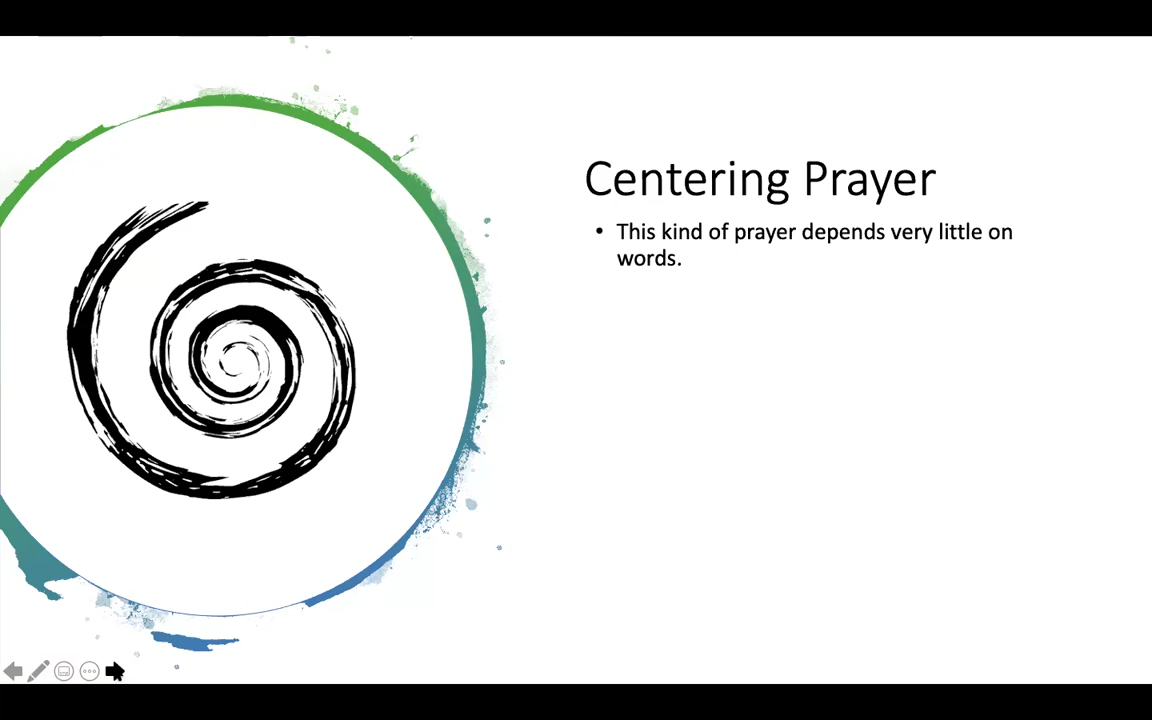 Centering Prayer
• This kind of prayer depends very little on
words.